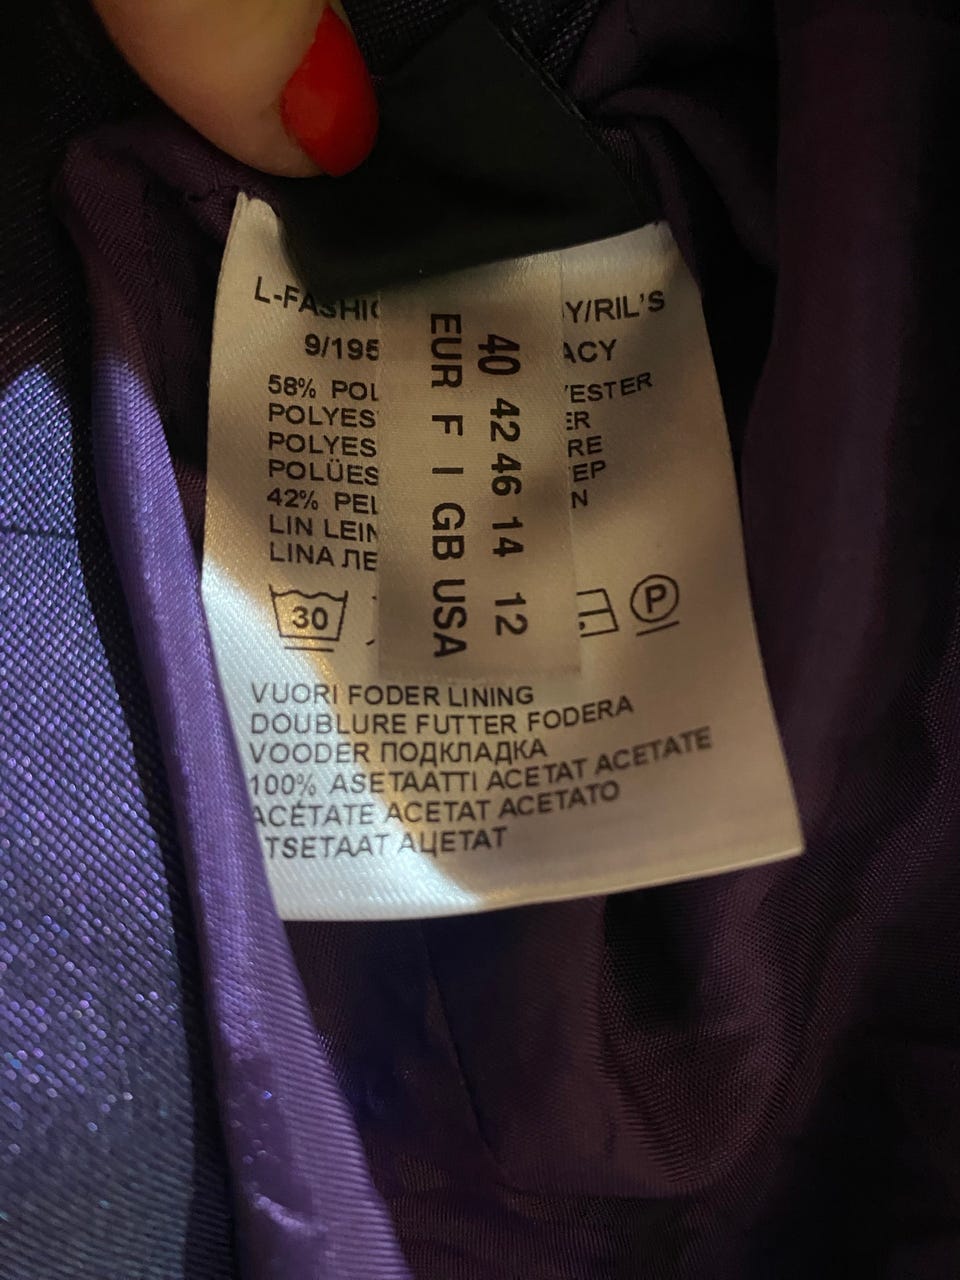 L-FASHIO Y/RIL'S
9/195 ACY
58% POL YESTER
POLYES ER
POLYES RE
POLÜES EP
42% PEL N
LIN LEIN
LINA ЛЕ
30
P
VUORI FODER LINING
DOUBLURE FUTTER FODERA
VOODER ПОДКЛАДКА
100% ASETAATTI ACETAT ACETATE
ACÉTATE ACETAT ACETATO
TSETAAT АЦЕТАТ
40 42 46 14 12
EUR F I GB USA